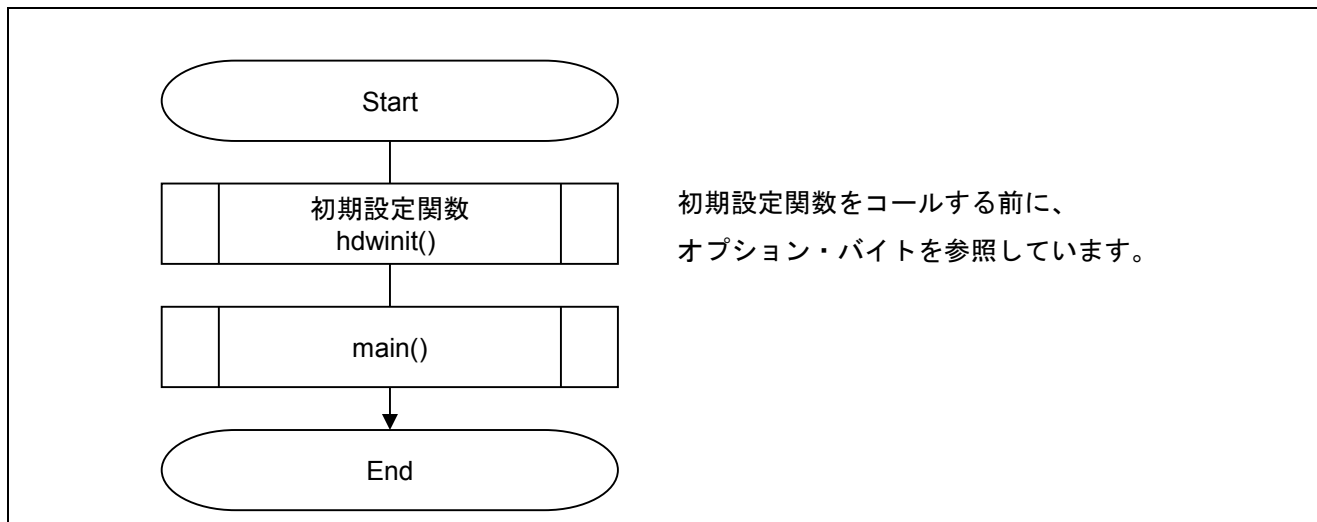 Start
初期設定関数
hdwinit()
初期設定関数をコールする前に、
オプション・バイトを参照しています。
main()
End